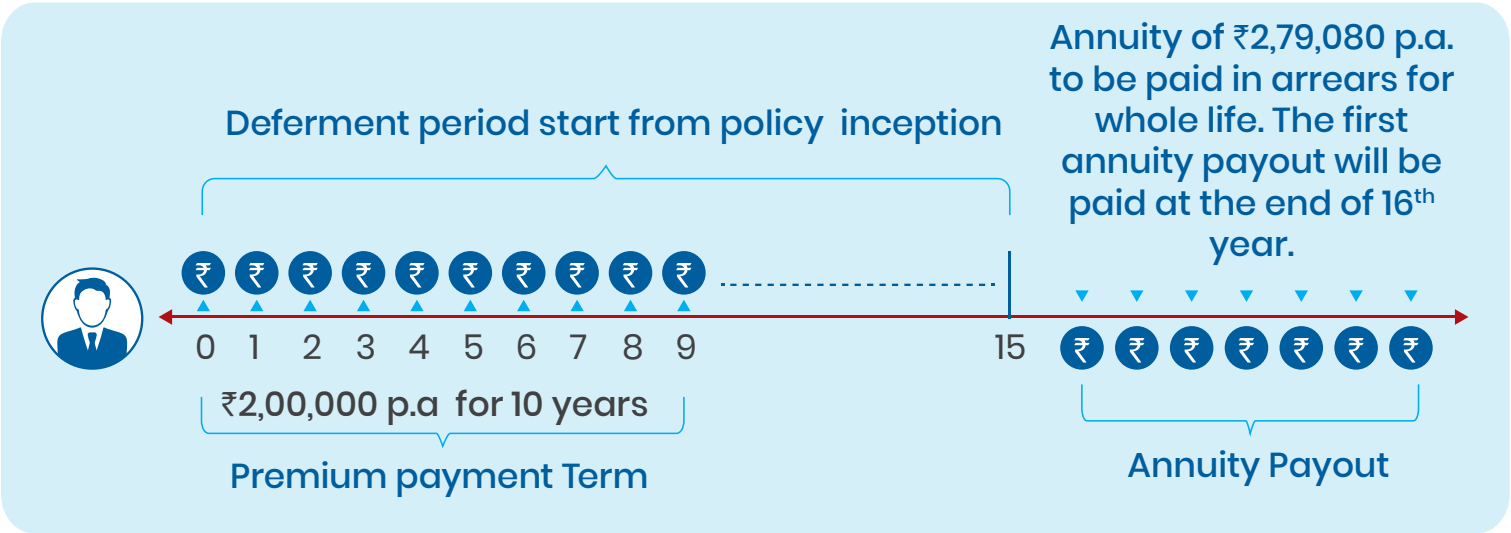 Annuity of ₹2,79,080 p.a.
to be paid in arrears for
whole life. The first
annuity payout will be
paid at the end of 16th
year.
Deferment period start from policy inception
₹ ₹ ₹ ₹ ₹ ₹ ₹ ₹ ₹ ₹
0 1 2 3 4 5 6 7 8 9 15
₹ ₹ ₹ ₹ ₹ ₹ ₹
₹2,00,000 p.a for 10 years
Premium payment Term
Annuity Payout